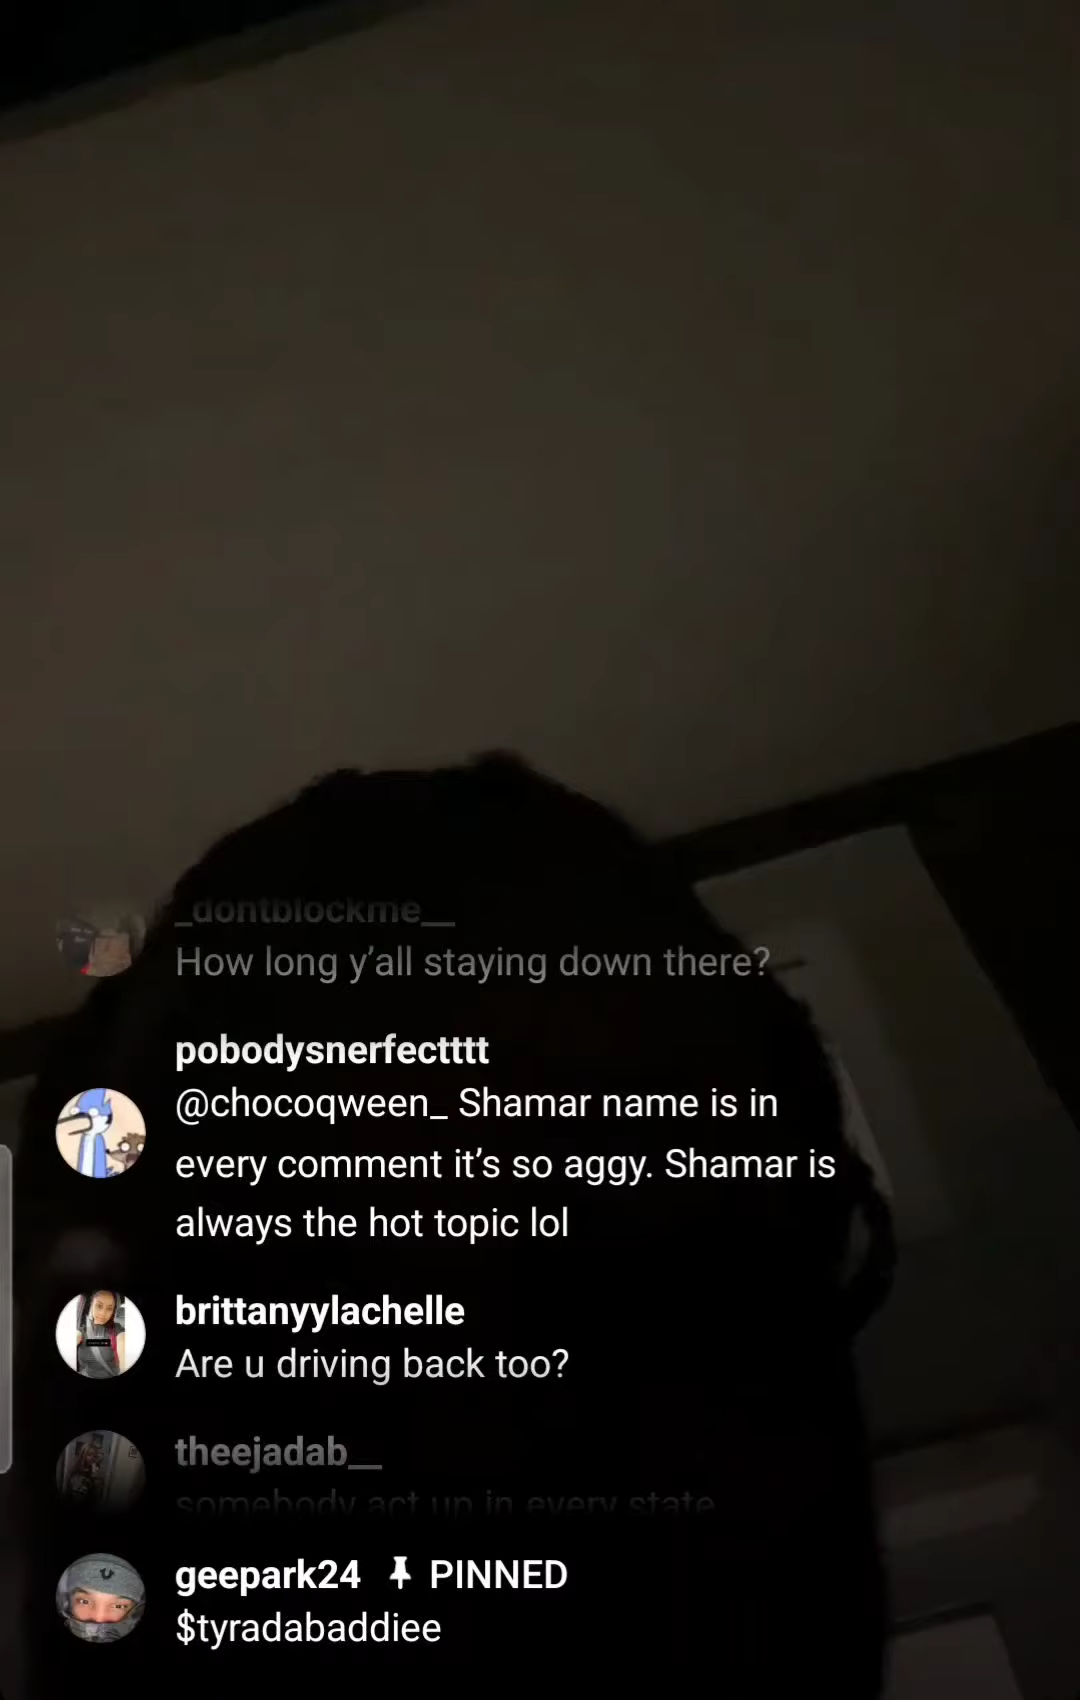 _dontblockme__
How long y’all staying down there?
pobodysnerfectttt
@chocoqween_ Shamar name is in
every comment it’s so aggy. Shamar is
always the hot topic lol
brittanyylachelle
Are u driving back too?
theejadab__
somebody act up in every state
geepark24 PINNED
$tyradabaddiee